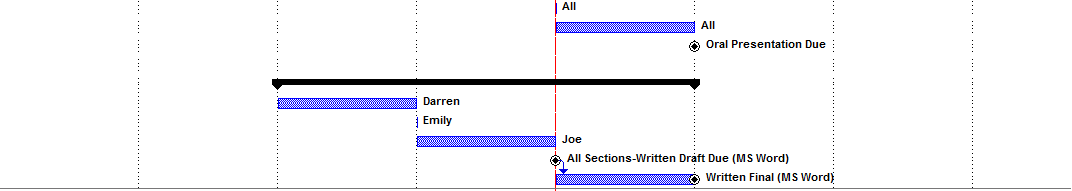 All
All
Oral Presentation Due
Darren
Emily
Joe
All Sections-Written Draft Due (MS Word)
Written Final (MS Word)